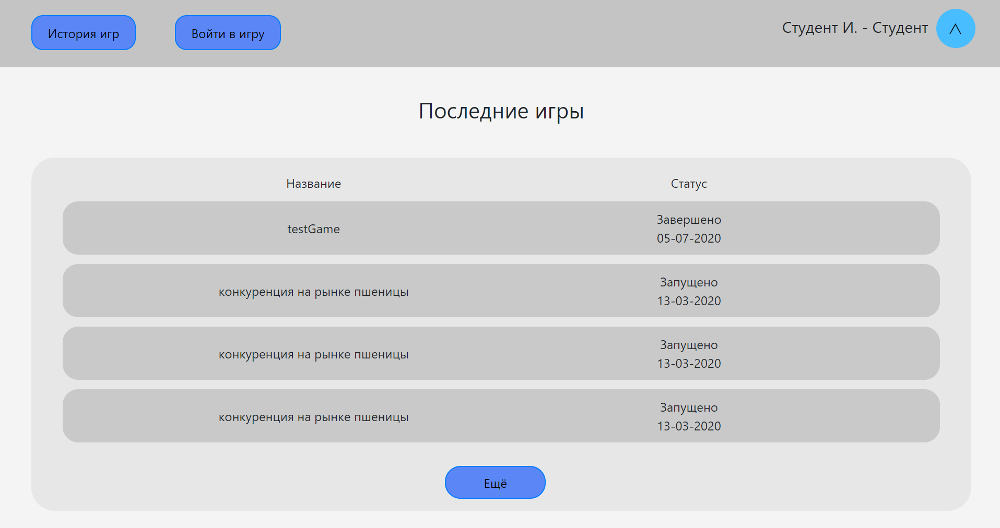 История игр
Войти в игру
Студент И. - Студент
Последние игры
Название
Статус
testGame
Завершено
05-07-2020
конкуренция на рынке пшеницы
Запущено
13-03-2020
конкуренция на рынке пшеницы
Запущено
13-03-2020
конкуренция на рынке пшеницы
Запущено
13-03-2020
Ещё